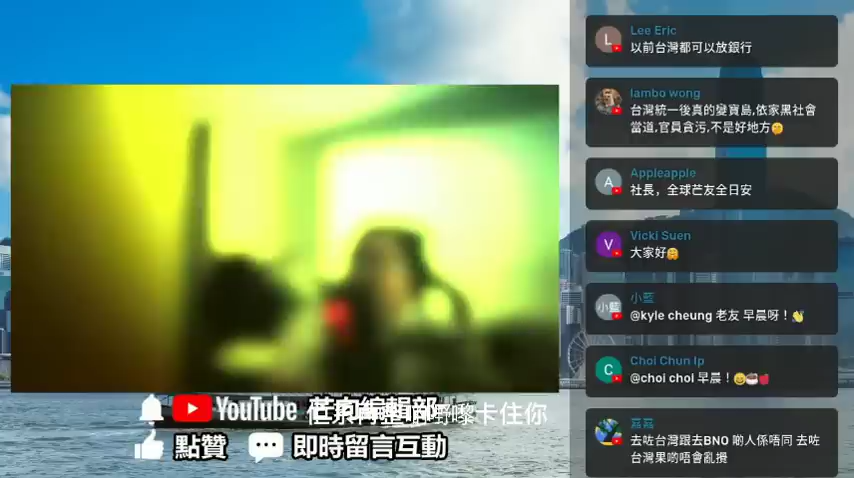 YouTube
點贊
即時留言互動
卡住你
Lee Eric
以前台灣都可以放銀行
lambo wong
台灣統一後真的變寶島,依家黑社會
當道,官員貪污,不是好地方🤔
Appleapple
社長，全球芒友全日安
Vicki Suen
大家好🤗
小藍
@kyle cheung 老友 早晨呀！👋
Choi Chun Ip
@choi choi 早晨！😄☕🍎
去咗台灣跟去BNO 啲人係唔同 去咗
台灣果啲唔會亂㩒